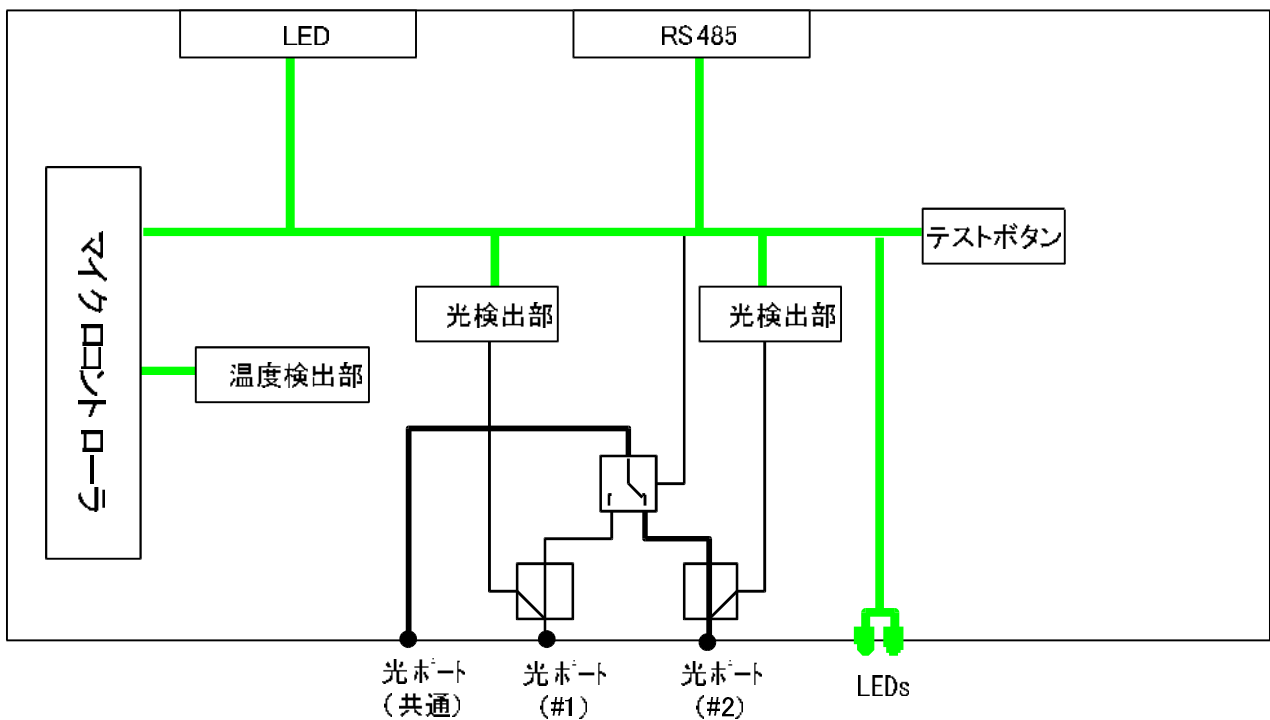 LED
RS485
テストボタン
マイクロコントローラ
光検出部
光検出部
温度検出部
光ポート
(共通)
光ポート
(#1)
光ポート
(#2)
LEDs